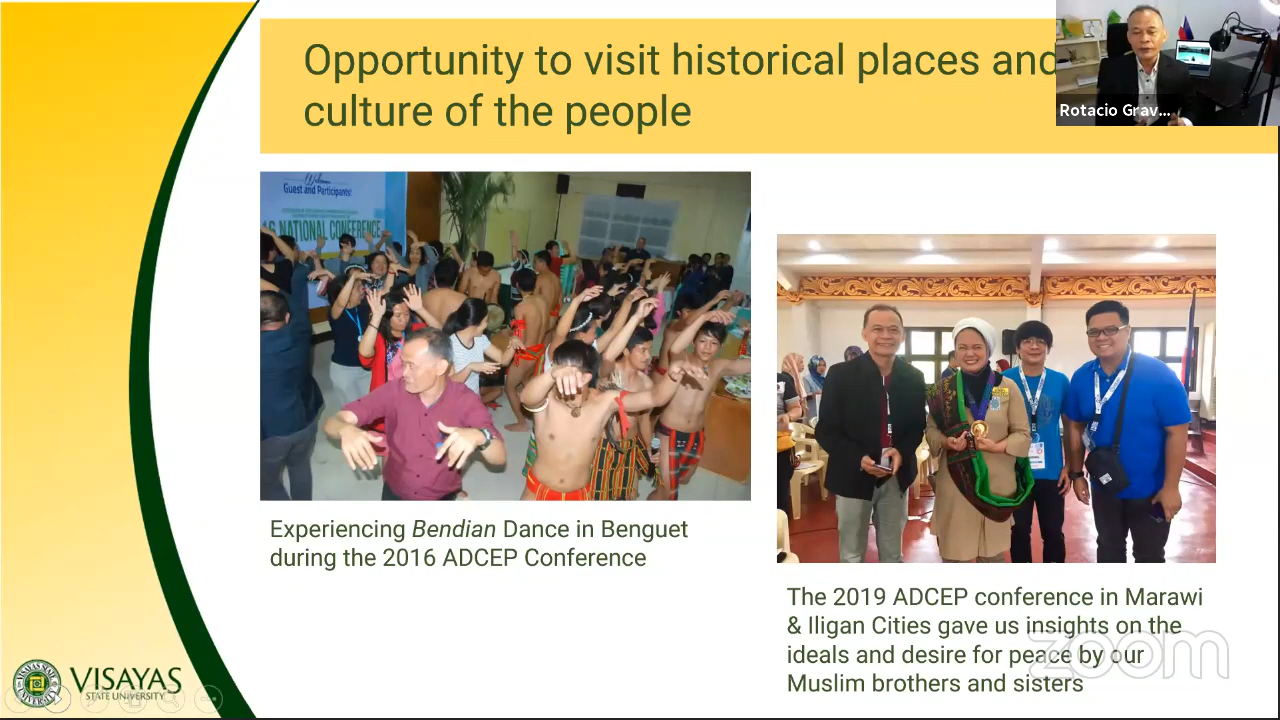 Opportunity to visit historical places and
culture of the people
Rotacio Grav...
Welcome
Guest and Participants!
NATIONAL CONFERENCE
Experiencing Bendian Dance in Benguet
during the 2016 ADCEP Conference
The 2019 ADCEP conference in Marawi
& Iligan Cities gave us insights on the
ideals and desire for peace by our
Muslim brothers and sisters
zoom
VISAYAS
STATE UNIVERSITY